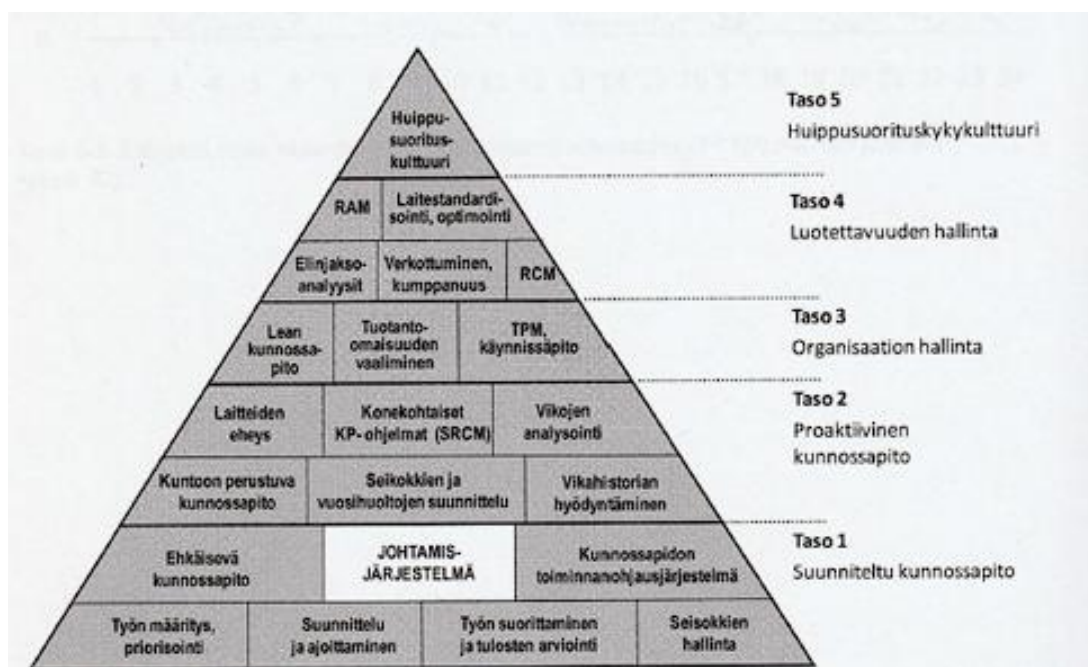 Huippu-
suoritus-
kulttuuri
Taso 5
Huippusuorituskykykulttuuri
RAM
Laitestandardi-
sointi, optimointi
Elinjakso-
analyysit
Verkottuminen,
kumppanuus
RCM
Taso 4
Luotettavuuden hallinta
Lean
kunnossa-
pito
Tuotanto-
omaisuuden
vaaliminen
TPM,
käynnissäpito
Taso 3
Organisaation hallinta
Laitteiden
eheys
Konekohtaiset
KP- ohjelmat (SRCM)
Vikojen
analysointi
Kuntoon perustuva
kunnossapito
Seikokkien ja
vuosihuoltojen suunnittelu
Vikahistorian
hyödyntäminen
Taso 2
Proaktiivinen
kunnossapito
Ehkäisevä
kunnossapito
JOHTAMIS-
JÄRJESTELMÄ
Kunnossapidon
toiminnanohjausjärjestelmä
Taso 1
Suunniteltu kunnossapito
Työn määritys,
priorisointi
Suunnittelu
ja ajoittaminen
Työn suorittaminen
ja tulosten arviointi
Seisokkien
hallinta